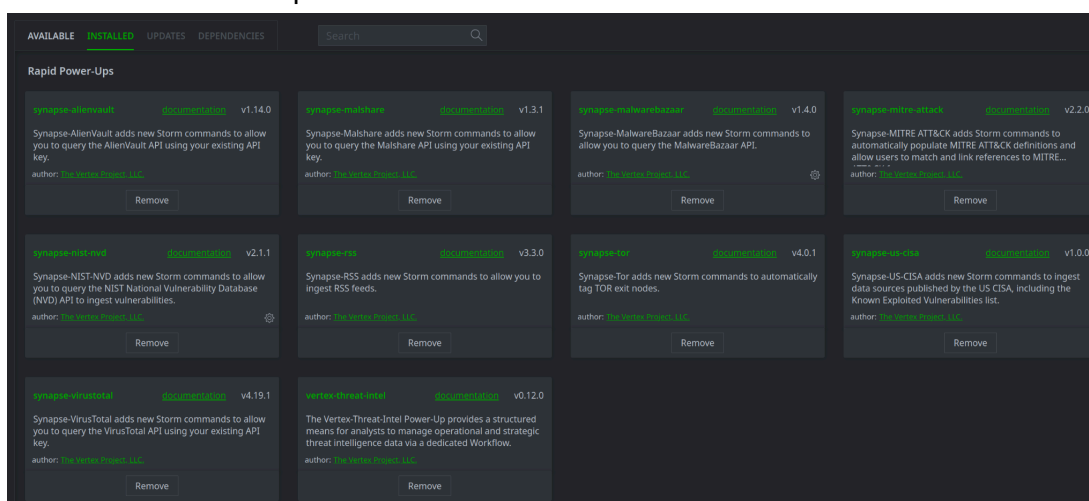 AVAILABLE INSTALLED UPDATES DEPENDENCIES Search
Rapid Power-Ups
synapse-alienvault documentation v1.14.0
Synapse-AlienVault adds new Storm commands to allow
you to query the AlienVault API using your existing API
key.
author: The Vertex Project, LLC.
Remove
synapse-malshare documentation v1.3.1
Synapse-Malshare adds new Storm commands to allow
you to query the Malshare API using your existing API
key.
author: The Vertex Project, LLC.
Remove
synapse-malwarebazaar documentation v1.4.0
Synapse-MalwareBazaar adds new Storm commands to
allow you to query the MalwareBazaar API.
author: The Vertex Project, LLC.
Remove
synapse-mitre-attack documentation v2.2.0
Synapse-MITRE ATT&CK adds Storm commands to
automatically populate MITRE ATT&CK definitions and
allow users to match and link references to MITRE...
author: The Vertex Project, LLC.
Remove
synapse-nist-nvd documentation v2.1.1
Synapse-NIST-NVD adds new Storm commands to allow
you to query the NIST National Vulnerability Database
(NVD) API to ingest vulnerabilities.
author: The Vertex Project, LLC.
Remove
synapse-rss documentation v3.3.0
Synapse-RSS adds new Storm commands to allow you to
ingest RSS feeds.
author: The Vertex Project, LLC.
Remove
synapse-tor documentation v4.0.1
Synapse-Tor adds new Storm commands to automatically
tag TOR exit nodes.
author: The Vertex Project, LLC.
Remove
synapse-us-cisa documentation v1.0.0
Synapse-US-CISA adds new Storm commands to ingest
data sources published by the US CISA, including the
Known Exploited Vulnerabilities list.
author: The Vertex Project, LLC.
Remove
synapse-virustotal documentation v4.19.1
Synapse-VirusTotal adds new Storm commands to allow
you to query the VirusTotal API using your existing API
key.
author: The Vertex Project, LLC.
Remove
vertex-threat-intel documentation v0.12.0
The Vertex-Threat-Intel Power-Up provides a structured
means for analysts to manage operational and strategic
threat intelligence data via a dedicated Workflow.
author: The Vertex Project, LLC.
Remove